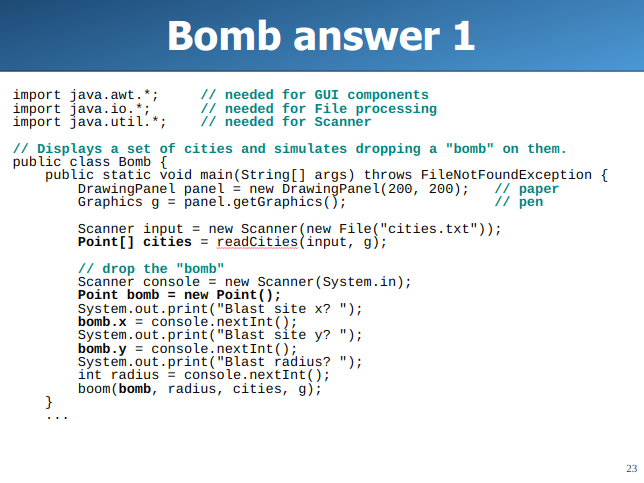 Bomb answer 1
import java.awt.*;     // needed for GUI components
import java.io.*;      // needed for File processing
import java.util.*;    // needed for Scanner
// Displays a set of cities and simulates dropping a "bomb" on them.
public class Bomb {
    public static void main(String[] args) throws FileNotFoundException {
        DrawingPanel panel = new DrawingPanel(200, 200);   // paper
        Graphics g = panel.getGraphics();                  // pen
        Scanner input = new Scanner(new File("cities.txt"));
        Point[] cities = readCities(input, g);
        // drop the "bomb"
        Scanner console = new Scanner(System.in);
        Point bomb = new Point();
        System.out.print("Blast site x? ");
        bomb.x = console.nextInt();
        System.out.print("Blast site y? ");
        bomb.y = console.nextInt();
        System.out.print("Blast radius? ");
        int radius = console.nextInt();
        boom(bomb, radius, cities, g);
    }
    ...
23